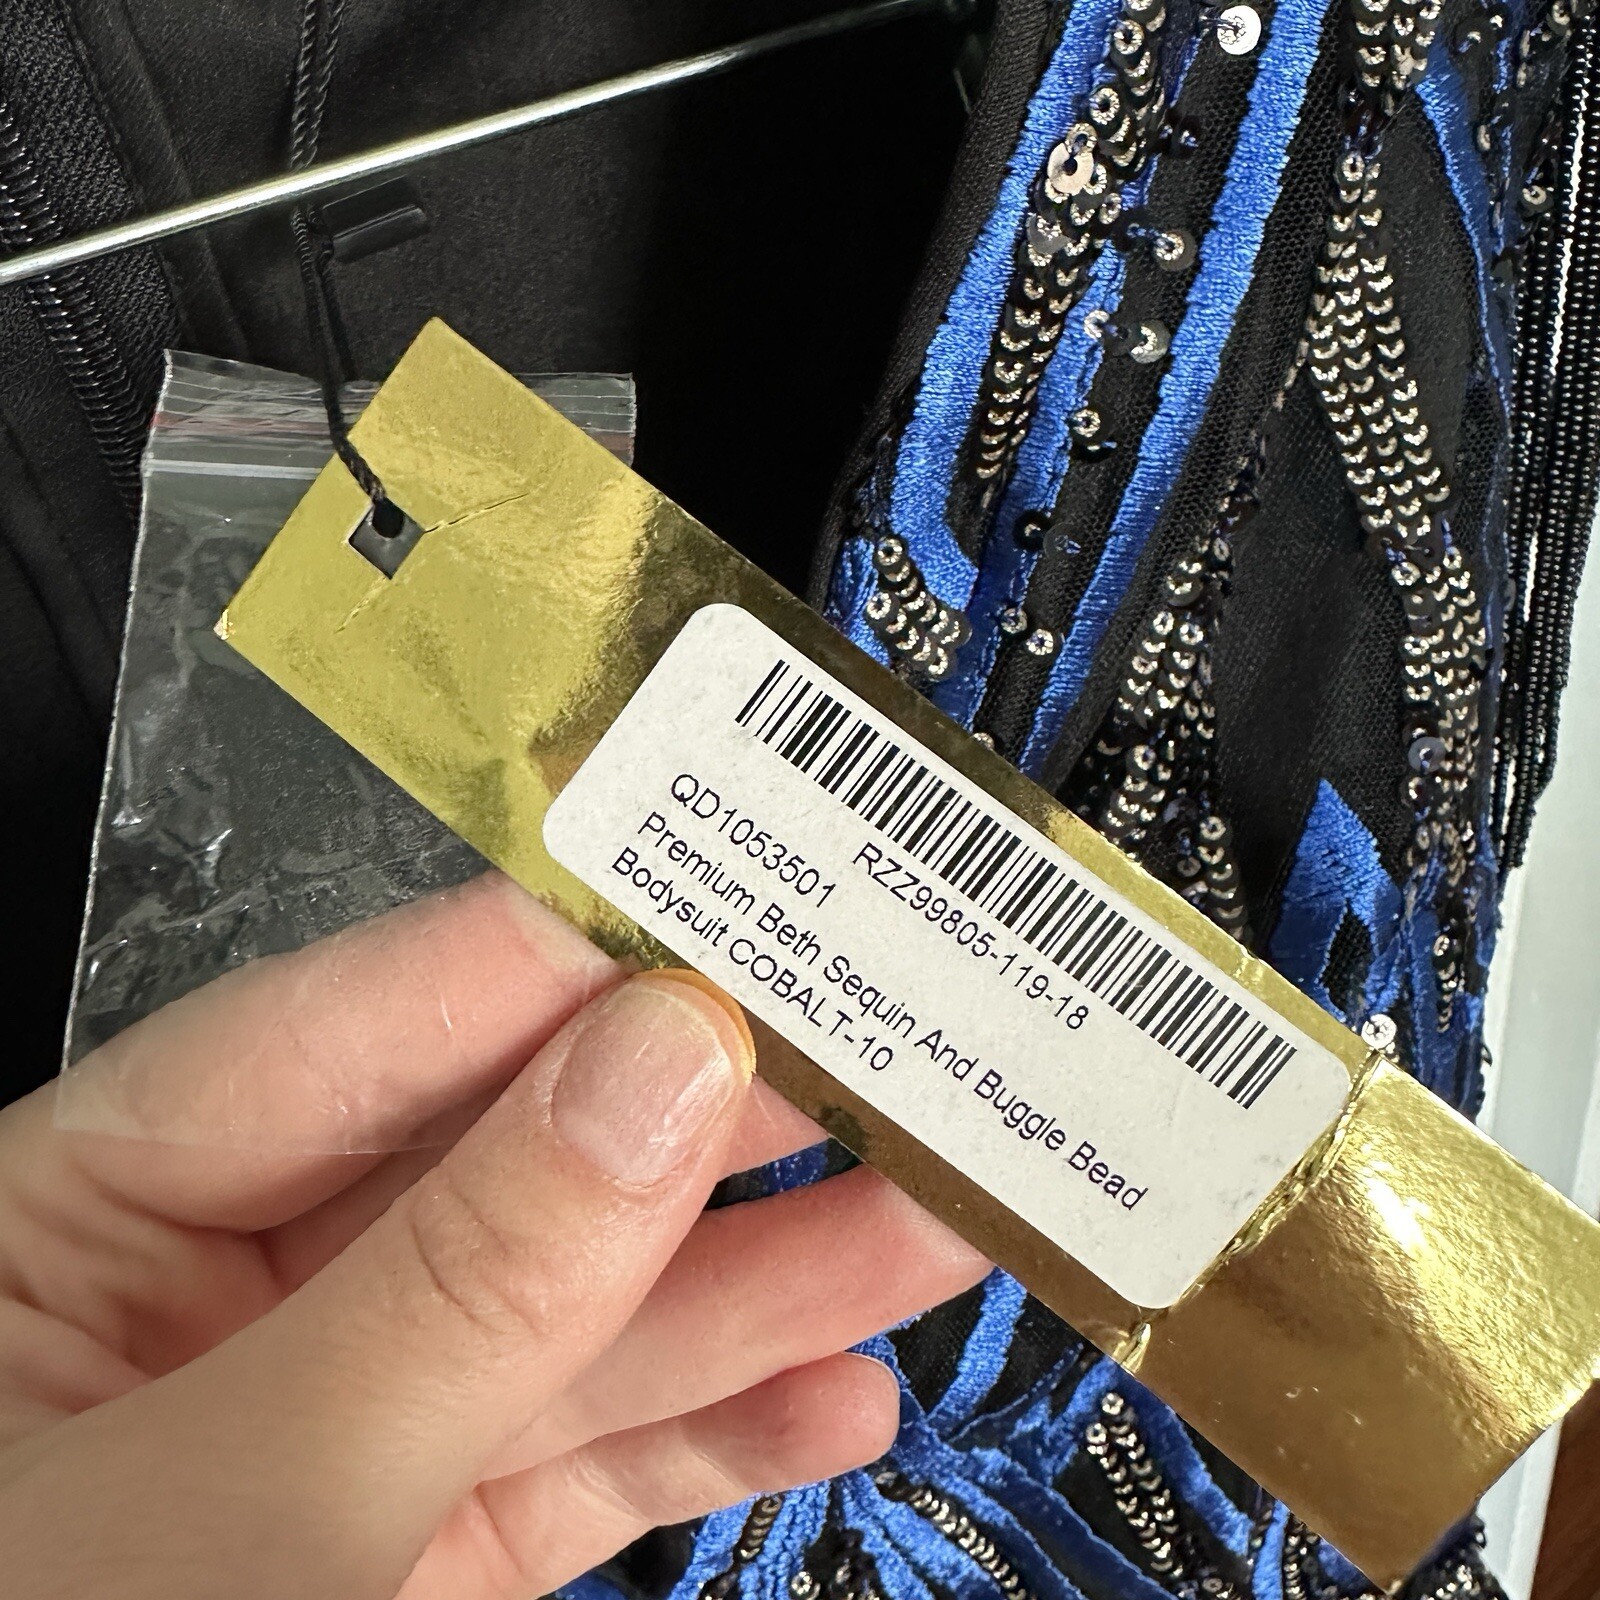 RZZ99805-119-18
QD1053501
Premium Beth Sequin And Buggle Bead
Bodysuit COBALT-10